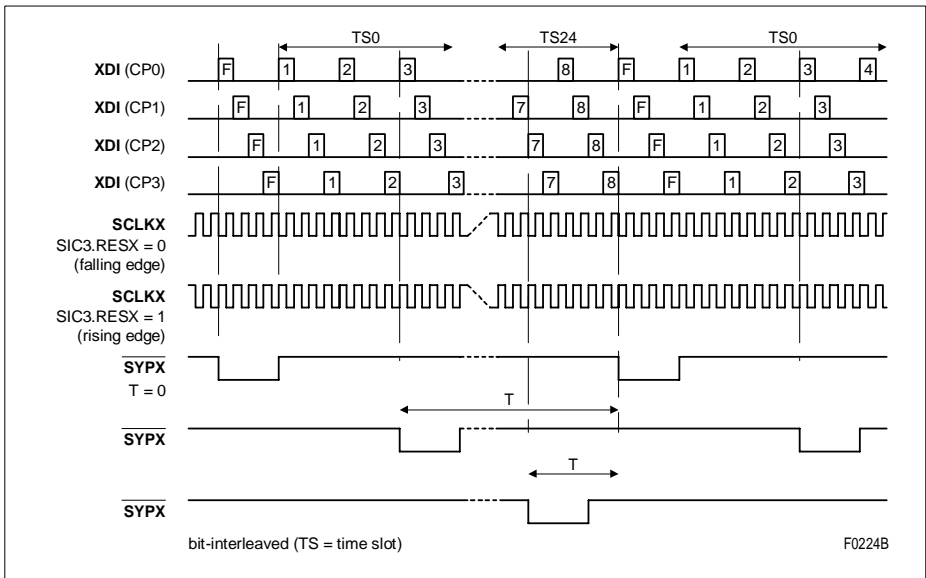 TS0 TS24 TS0
XDI (CP0) F 1 2 3 8 F 1 2 3 4
XDI (CP1) F 1 2 3 7 8 F 1 2 3
XDI (CP2) F 1 2 3 7 8 F 1 2 3
XDI (CP3) F 1 2 3 7 8 F 1 2 3
SCLKX
SIC3.RESX = 0
(falling edge)
SCLKX
SIC3.RESX = 1
(rising edge)
SYPX
T = 0
T
SYPX
T
SYPX
bit-interleaved (TS = time slot) F0224B